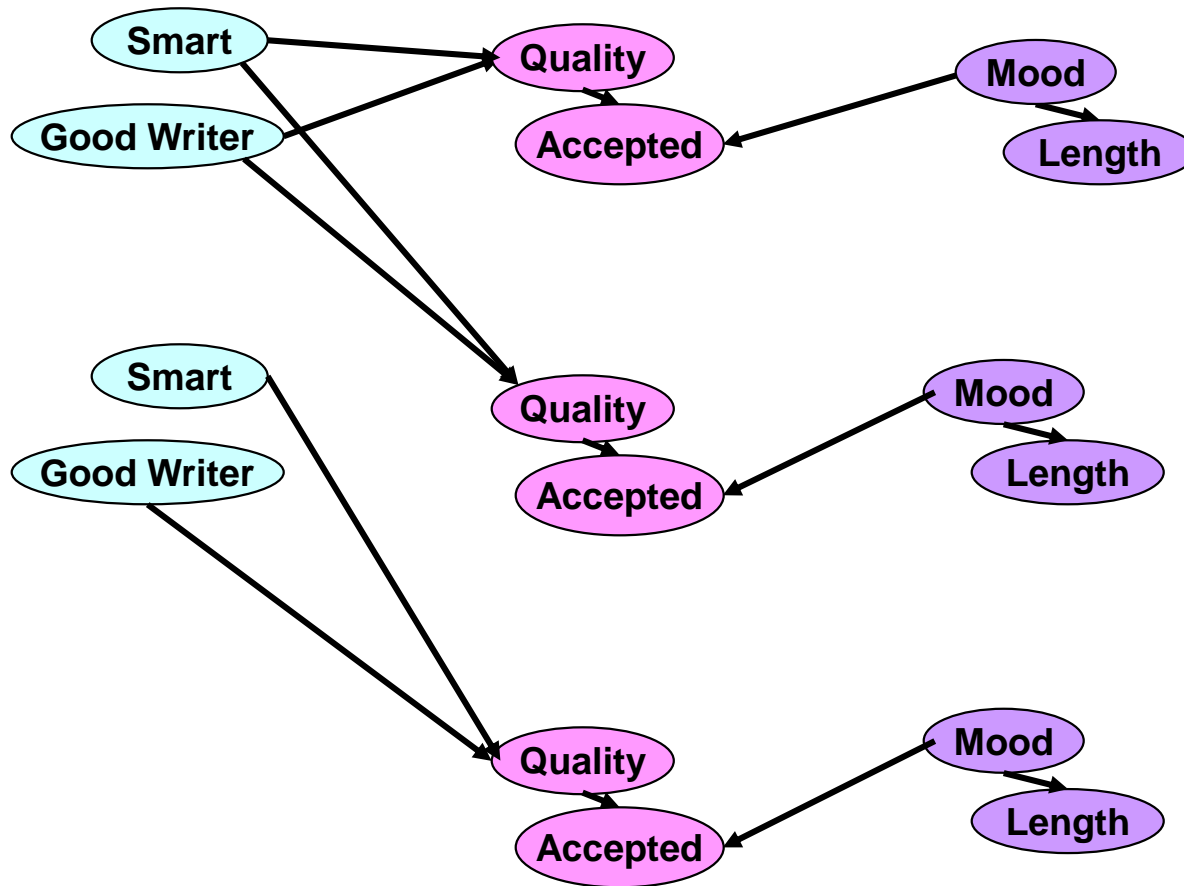 Smart
Good Writer
Quality
Accepted
Mood
Length
Smart
Good Writer
Quality
Accepted
Mood
Length
Quality
Accepted
Mood
Length